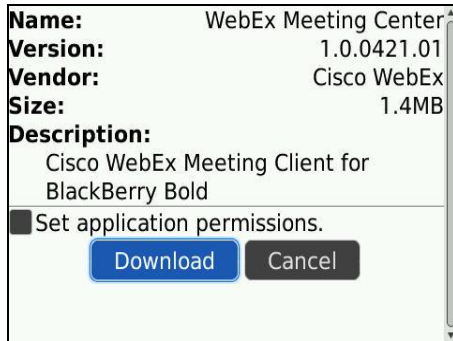 Name: WebEx Meeting Center
Version: 1.0.0421.01
Vendor: Cisco WebEx
Size: 1.4MB
Description:
Cisco WebEx Meeting Client for
BlackBerry Bold
Set application permissions.
Download Cancel